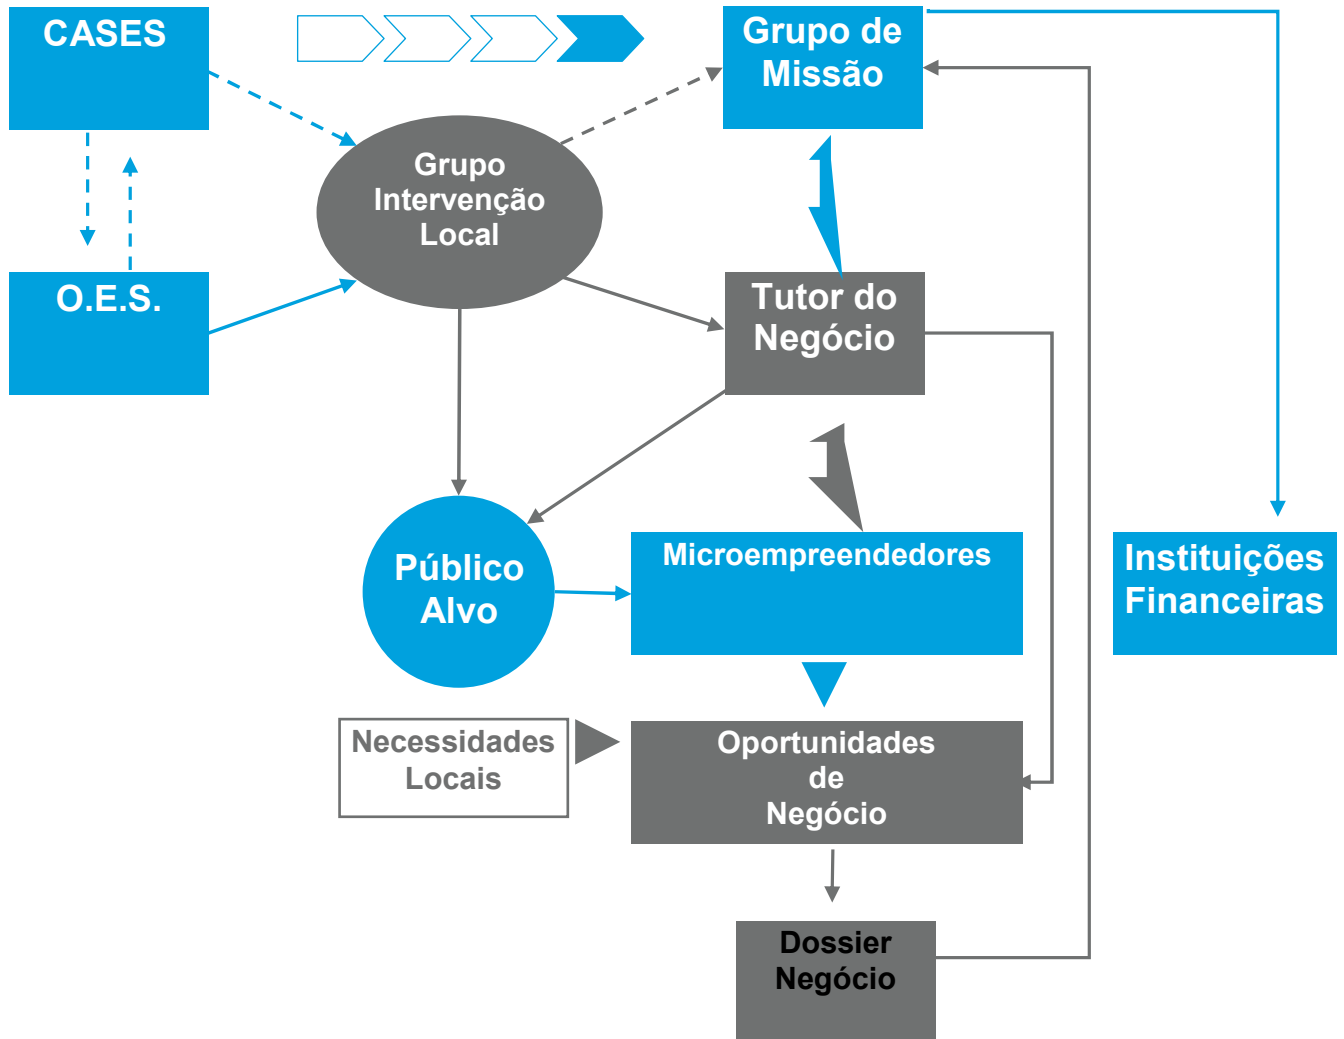 CASES
Grupo de
Missão
Grupo
Intervenção
Local
O.E.S.
Tutor do
Negócio
Público
Alvo
Microempreendedores
Instituições
Financeiras
Necessidades
Locais
Oportunidades
de
Negócio
Dossier
Negócio